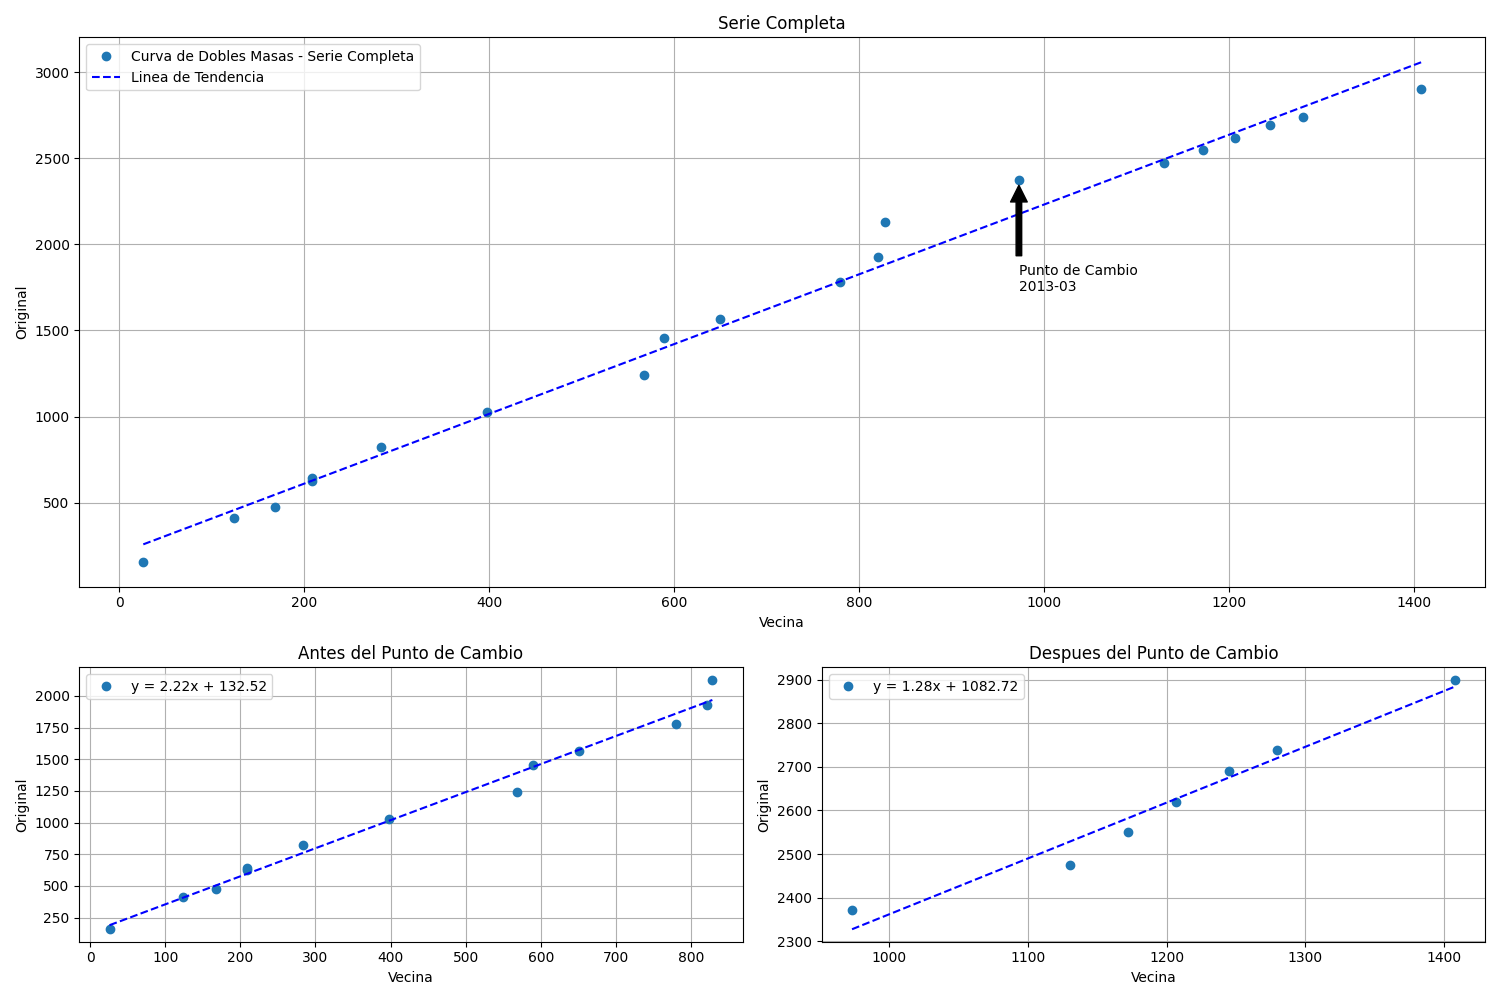 Serie Completa
Curva de Dobles Masas - Serie Completa
Linea de Tendencia
3000
2500
2000
1500
1000
500
Original
Punto de Cambio
2013-03
0 200 400 600 800 1000 1200 1400
Vecina
Antes del Punto de Cambio
y = 2.22x + 132.52
2000
1750
1500
1250
1000
750
500
250
Original
0 100 200 300 400 500 600 700 800
Vecina
Despues del Punto de Cambio
y = 1.28x + 1082.72
2900
2800
2700
2600
2500
2400
2300
Original
1000 1100 1200 1300 1400
Vecina